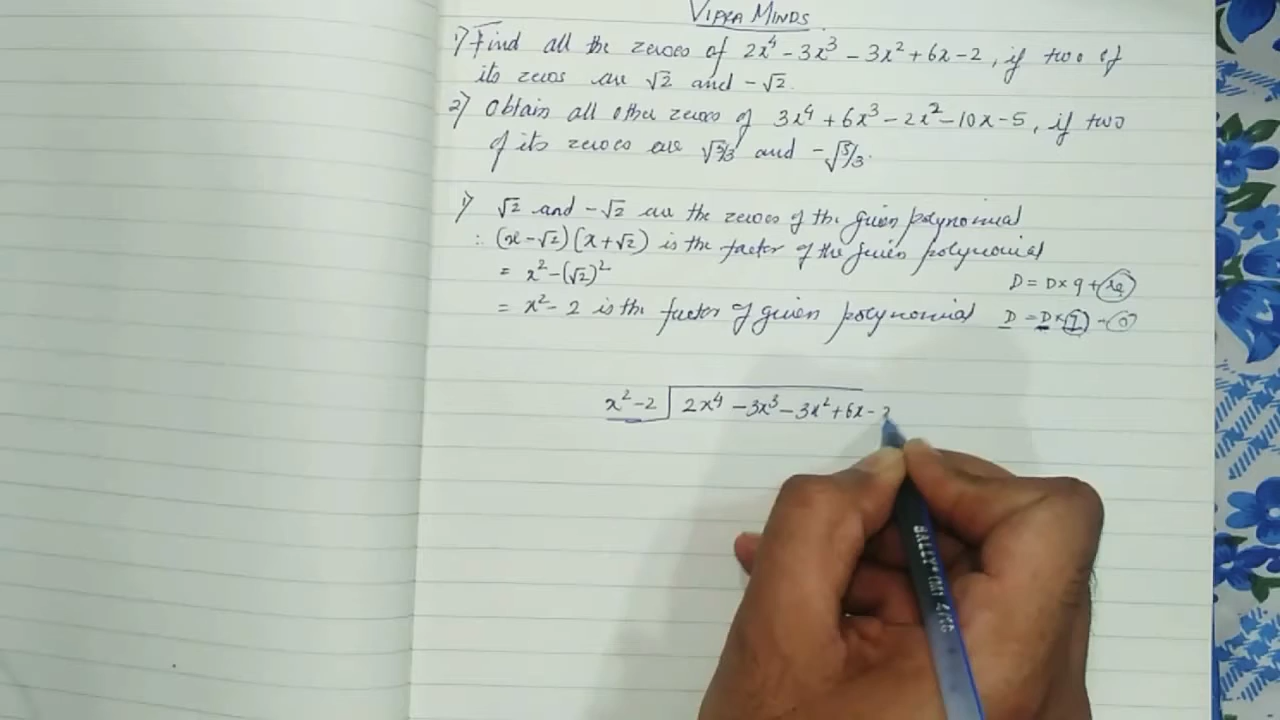 VIPRA MINDS
1) Find all the zeroes of 2x⁴ - 3x³ - 3x² + 6x - 2, if two of
its zeros are √2 and -√2.
2) Obtain all other zeroes of 3x⁴ + 6x³ - 2x² - 10x - 5, if two
of its zeroes are √5/3 and -√5/3.
1) √2 and -√2 are the zeroes of the given polynomial
∴ (x - √2)(x + √2) is the factor of the given polynomial
= x² - (√2)²
D = D × q + re
= x² - 2 is the factor of given polynomial
D = D × q - 0
x² - 2 2x⁴ - 3x³ - 3x² + 6x - 2